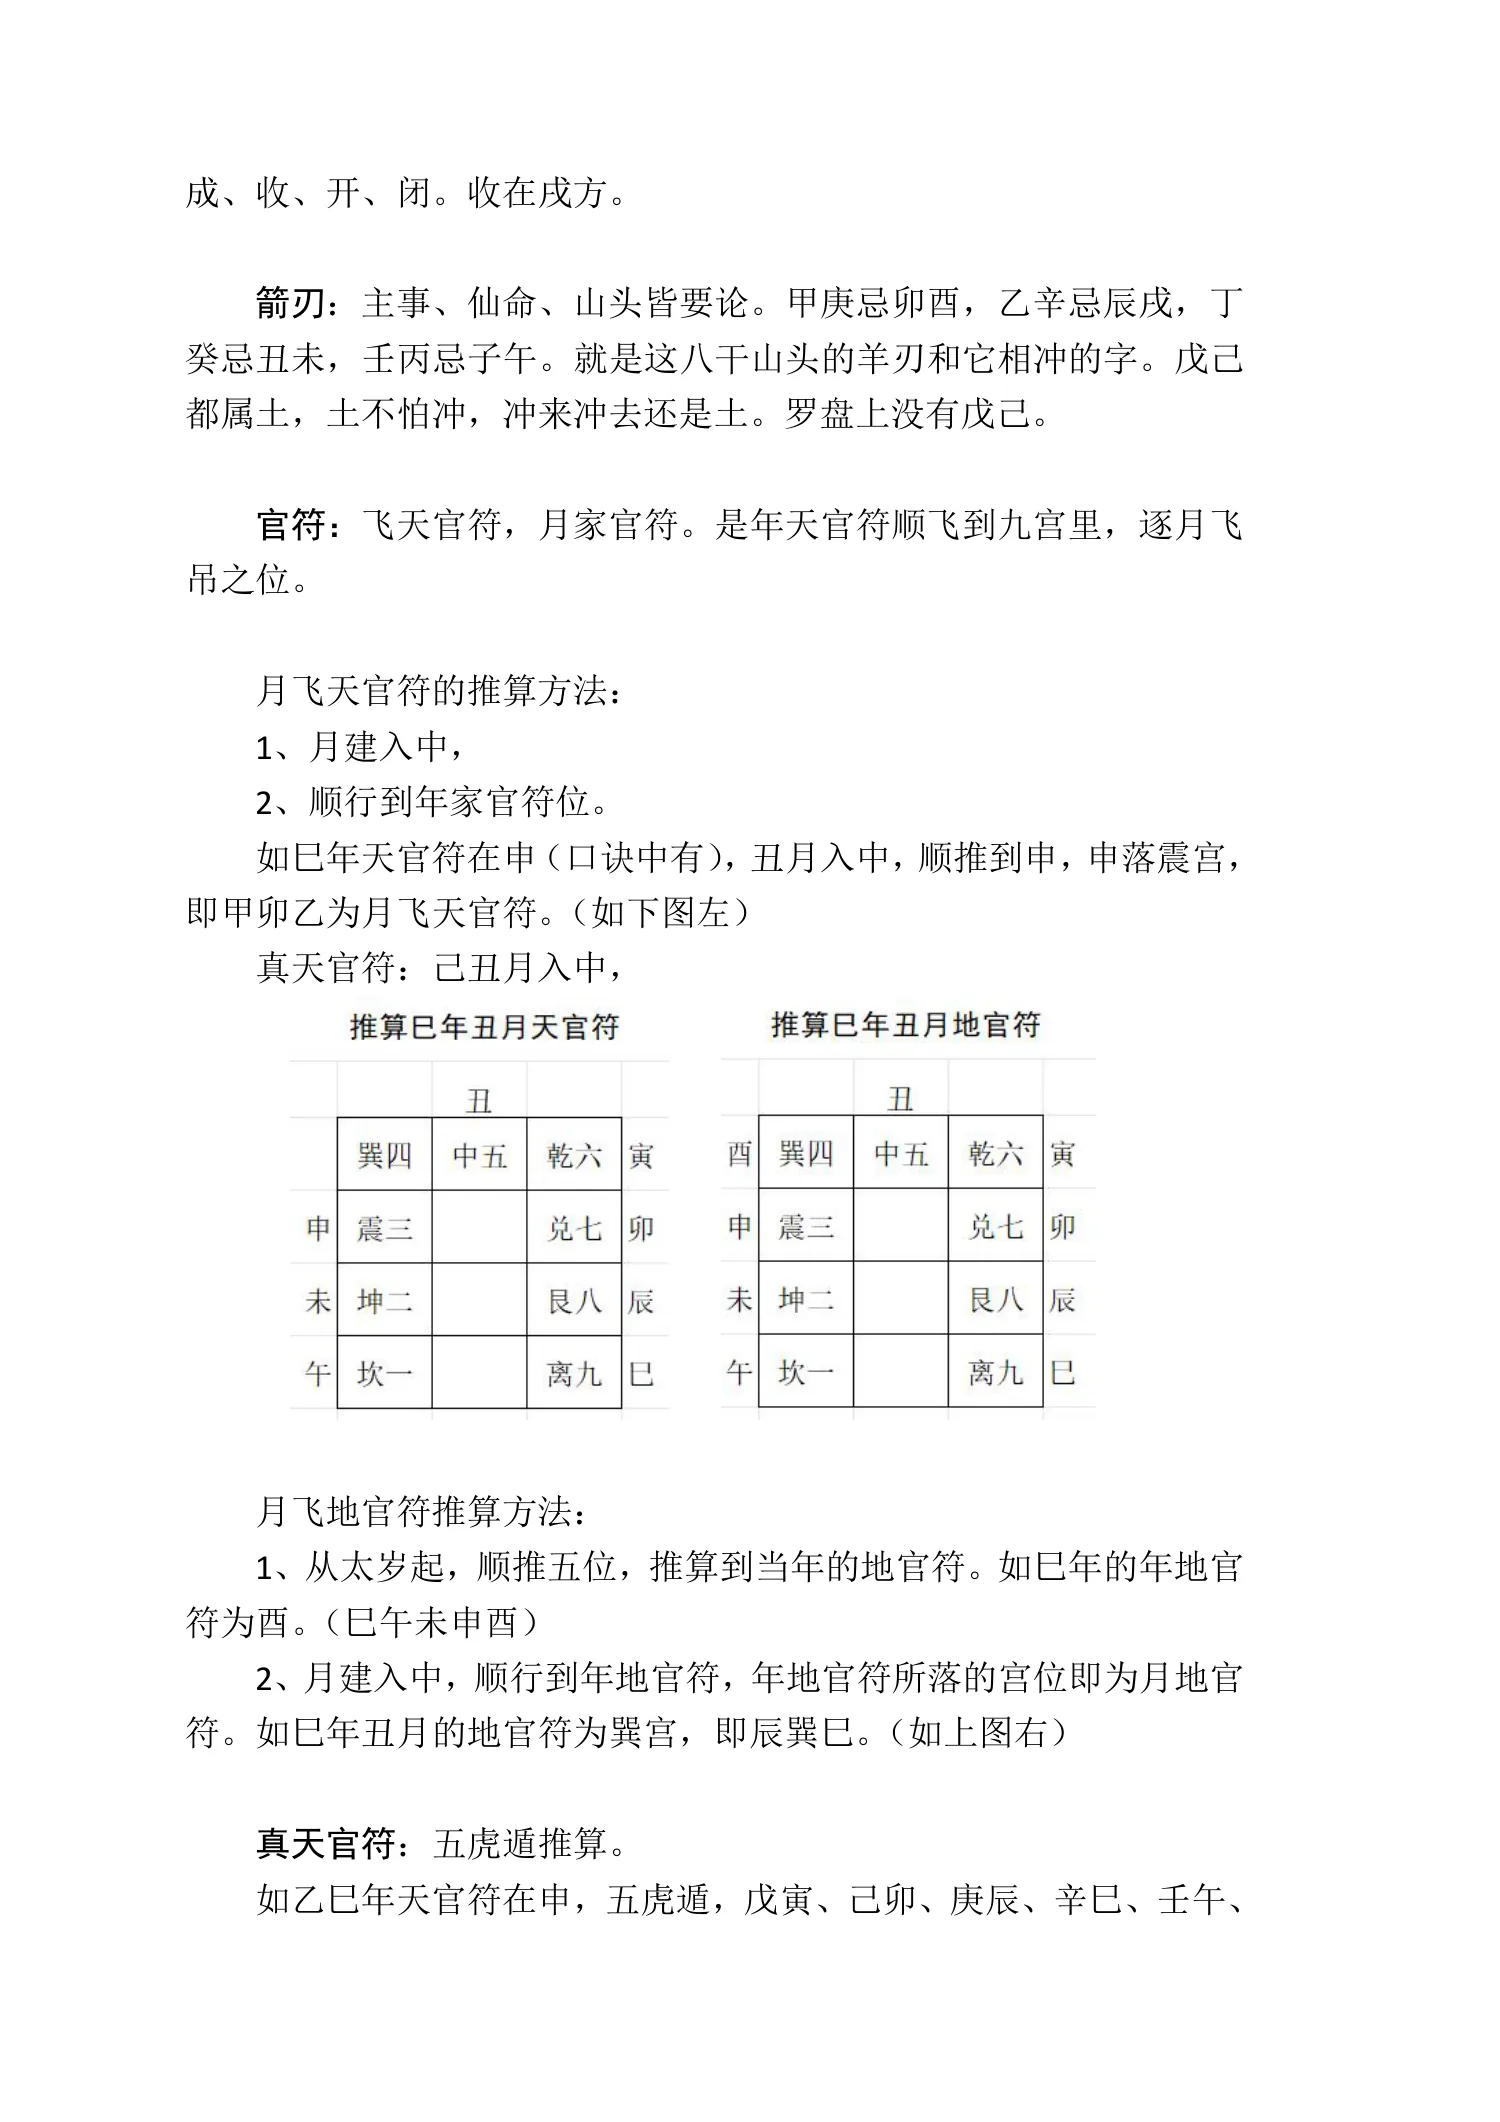 成、收、开、闭。收在戌方。
箭刃：主事、仙命、山头皆要论。甲庚忌卯酉，乙辛忌辰戌，丁
癸忌丑未，壬丙忌子午。就是这八干山头的羊刃和它相冲的字。戊己
都属土，土不怕冲，冲来冲去还是土。罗盘上没有戊己。
官符：飞天官符，月家官符。是年天官符顺飞到九宫里，逐月飞
吊之位。
月飞天官符的推算方法：
1、月建入中，
2、顺行到年家官符位。
如巳年天官符在申（口诀中有），丑月入中，顺推到申，申落震宫，
即甲卯乙为月飞天官符。（如下图左）
真天官符：己丑月入中，
推算巳年丑月天官符
丑
巽四 中五 乾六 寅
申 震三 兑七 卯
未 坤二 艮八 辰
午 坎一 离九 巳
推算巳年丑月地官符
丑
酉 巽四 中五 乾六 寅
申 震三 兑七 卯
未 坤二 艮八 辰
午 坎一 离九 巳
月飞地官符推算方法：
1、从太岁起，顺推五位，推算到当年的地官符。如巳年的年地官
符为酉。（巳午未申酉）
2、月建入中，顺行到年地官符，年地官符所落的宫位即为月地官
符。如巳年丑月的地官符为巽宫，即辰巽巳。（如上图右）
真天官符：五虎遁推算。
如乙巳年天官符在申，五虎遁，戊寅、己卯、庚辰、辛巳、壬午、